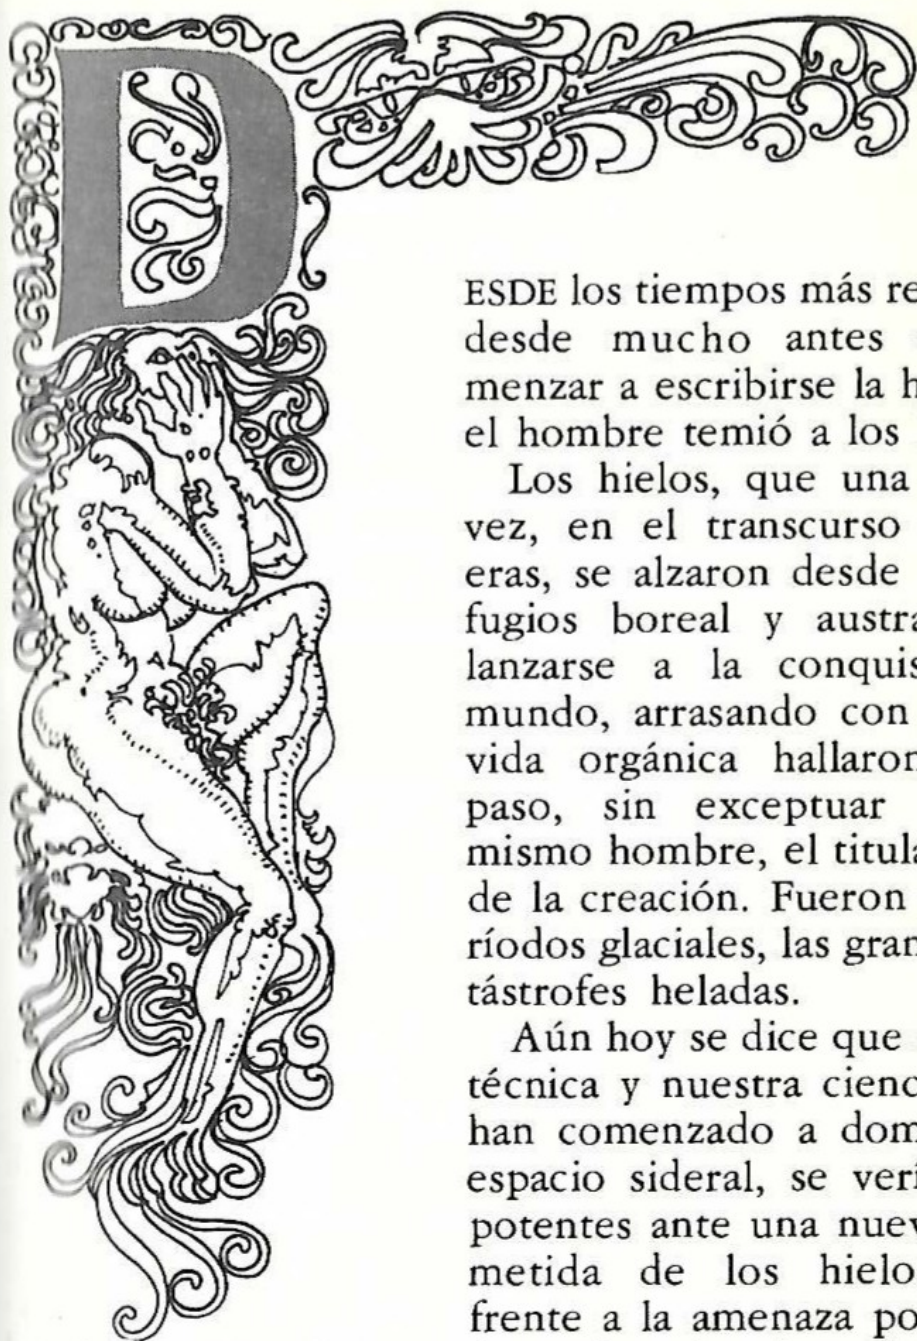 DESDE los tiempos más re
desde mucho antes
menzar a escribirse la h
el hombre temió a los
Los hielos, que una
vez, en el transcurso
eras, se alzaron desde
fugios boreal y austra
lanzarse a la conquis
mundo, arrasando con
vida orgánica hallaron
paso, sin exceptuar
mismo hombre, el titula
de la creación. Fueron
ríodos glaciales, las gran
tástrofes heladas.
Aún hoy se dice que
técnica y nuestra cienc
han comenzado a dom
espacio sideral, se verí
potentes ante una nuev
metida de los hielo
frente a la amenaza po